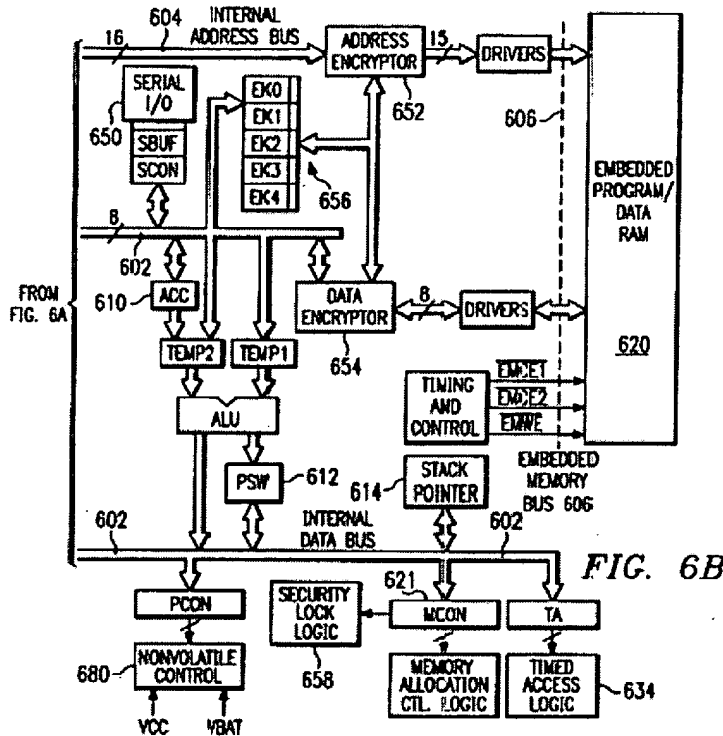 16
604
INTERNAL
ADDRESS BUS
ADDRESS
ENCRYPTOR
15
DRIVERS
652
606
SERIAL
I/O
650
SBUF
SCON
EK0
EK1
EK2
EK3
EK4
656
EMBEDDED
PROGRAM/
DATA
RAM
620
8
602
FROM
FIG. 6A
610
ACC
DATA
ENCRYPTOR
654
8
DRIVERS
TEMP2
TEMP1
ALU
TIMING
AND
CONTROL
EMCE1
EMCE2
EMWE
PSW
612
614
STACK
POINTER
EMBEDDED
MEMORY
BUS 606
602
INTERNAL
DATA BUS
602
FIG. 6B
PCON
621
SECURITY
LOCK
LOGIC
658
MCON
TA
680
NONVOLATILE
CONTROL
MEMORY
ALLOCATION
CTL. LOGIC
TIMED
ACCESS
LOGIC
634
VCC
VBAT